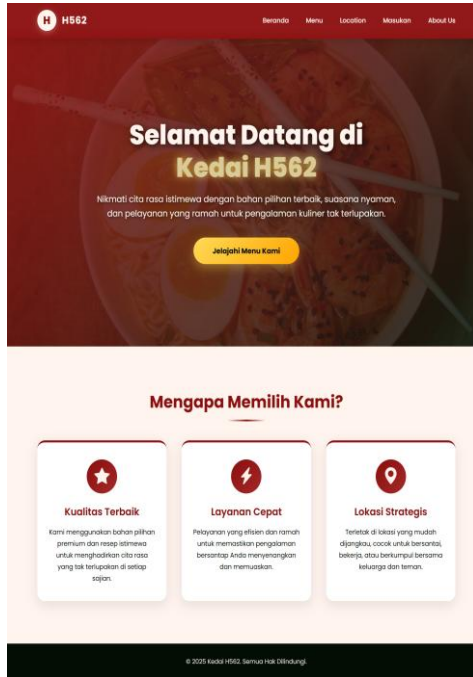 H H562 Beranda Menu Location Masukan About Us
Selamat Datang di
Kedai H562
Nikmati cita rasa istimewa dengan bahan pilihan terbaik, suasana nyaman,
dan pelayanan yang ramah untuk pengalaman kuliner tak terlupakan.
Jelajahi Menu Kami
Mengapa Memilih Kami?
Kualitas Terbaik
Kami menggunakan bahan pilihan
premium dan resep istimewa
untuk menghadirkan cita rasa
yang tak terlupakan di setiap
sajian.
Layanan Cepat
Pelayanan yang efisien dan ramah
untuk memastikan pengalaman
bersantap Anda menyenangkan
dan memuaskan.
Lokasi Strategis
Terletak di lokasi yang mudah
dijangkau, cocok untuk bersantai,
bekerja, atau berkumpul bersama
keluarga dan teman.
© 2025 Kedai H562. Semua Hak Dilindungi.